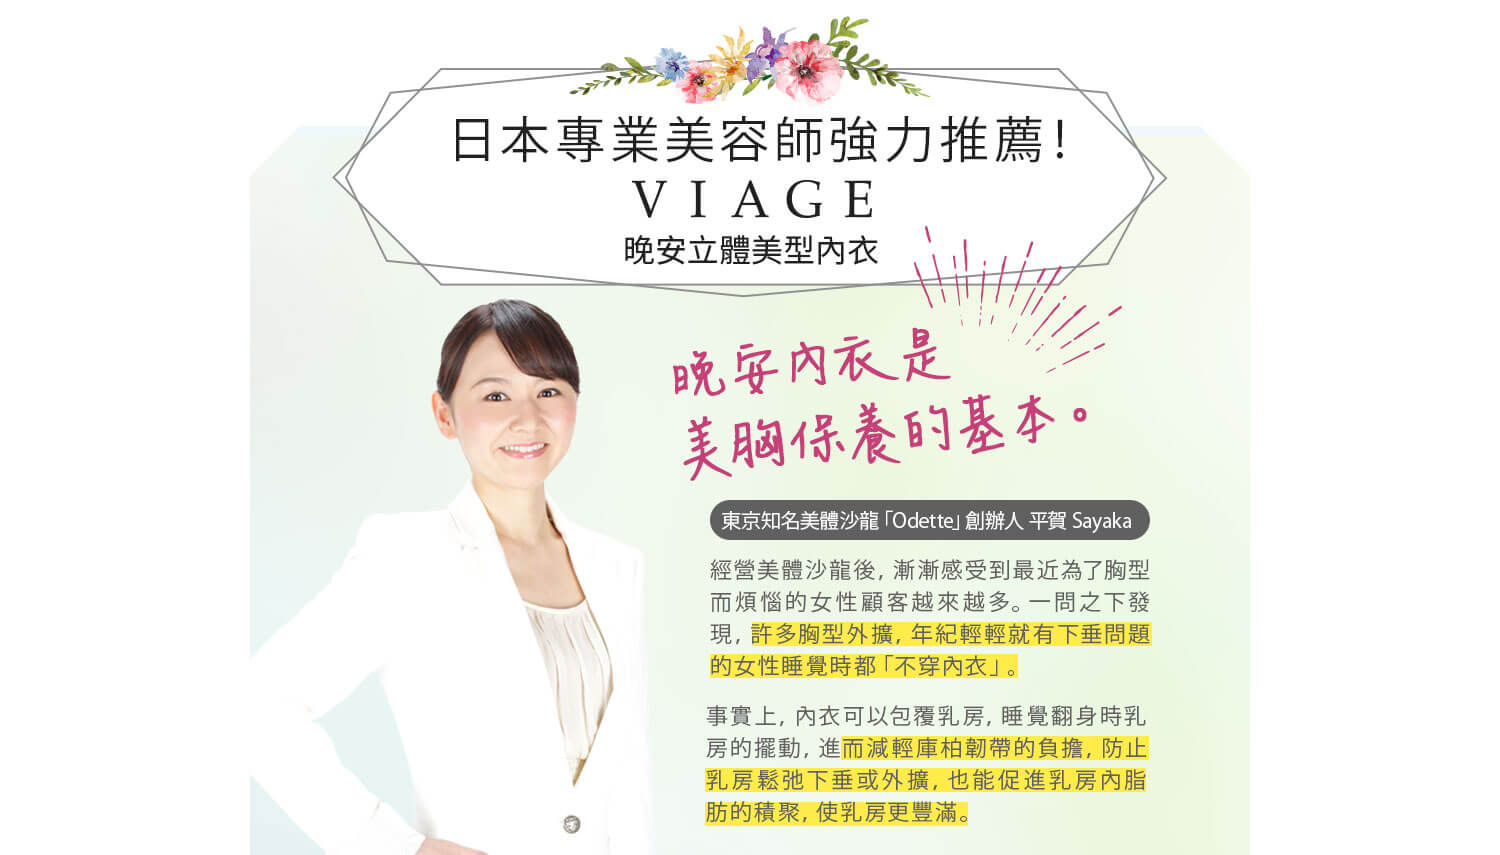 日本專業美容師強力推薦!
VIAGE
晚安立體美型內衣
晚安內衣是
美胸保養的基本。
東京知名美體沙龍「Odette」創辦人 平賀 Sayaka
經營美體沙龍後, 漸漸感受到最近為了胸型
而煩惱的女性顧客越來越多。一問之下發
現, 許多胸型外擴, 年紀輕輕就有下垂問題
的女性睡覺時都「不穿內衣」。
事實上, 內衣可以包覆乳房, 睡覺翻身時乳
房的擺動, 進而減輕庫柏韌帶的負擔, 防止
乳房鬆弛下垂或外擴, 也能促進乳房內脂
肪的積聚, 使乳房更豐滿。